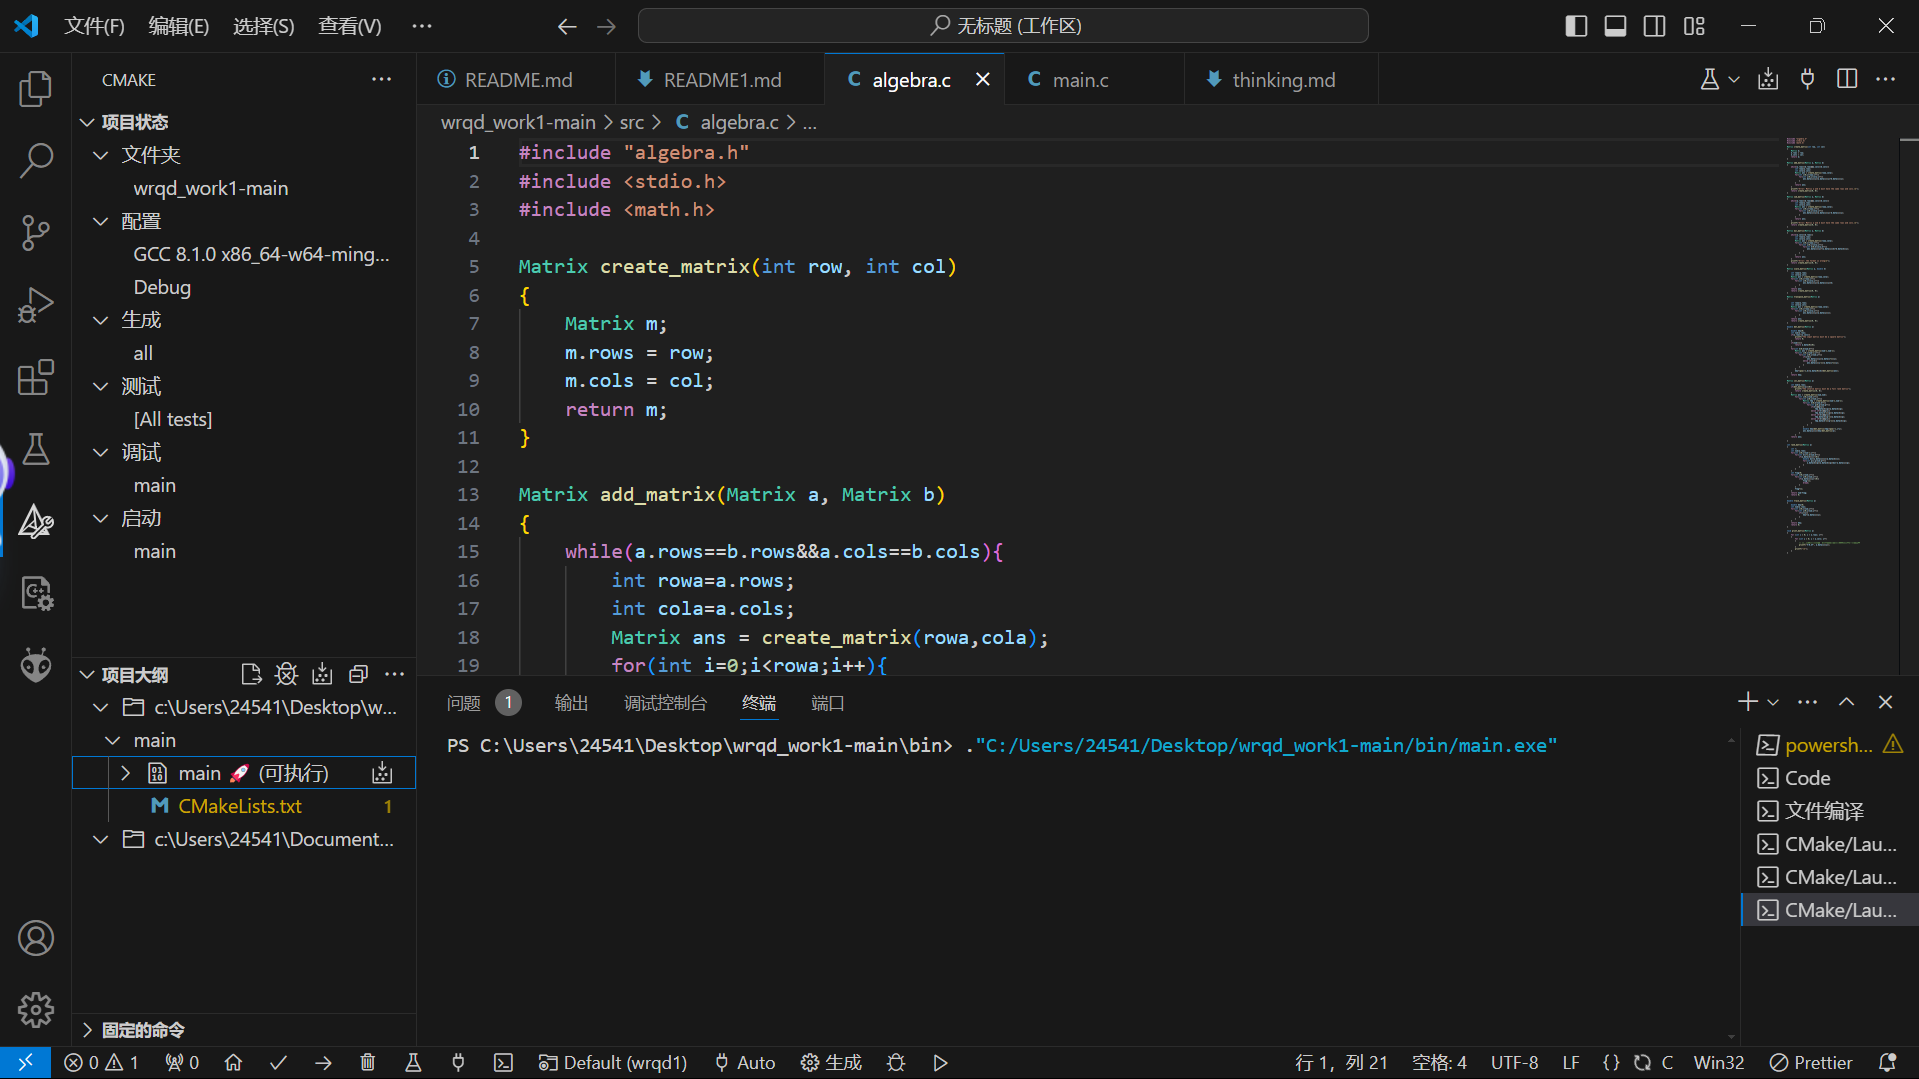 文件(F) 编辑(E) 选择(S) 查看(V) ··· 无标题 (工作区)
CMAKE
项目状态
文件夹
wrqd_work1-main
配置
GCC 8.1.0 x86_64-w64-ming...
Debug
生成
all
测试
[All tests]
调试
main
启动
main
项目大纲
c:\Users\24541\Desktop\w...
main
main 🚀 (可执行)
CMakeLists.txt 1
c:\Users\24541\Document...
固定的命令
README.md README1.md algebra.c main.c thinking.md
wrqd_work1-main > src > C algebra.c > ...
1 #include "algebra.h"
2 #include <stdio.h>
3 #include <math.h>
4
5 Matrix create_matrix(int row, int col)
6 {
7 Matrix m;
8 m.rows = row;
9 m.cols = col;
10 return m;
11 }
12
13 Matrix add_matrix(Matrix a, Matrix b)
14 {
15 while(a.rows==b.rows&&a.cols==b.cols){
16 int rowa=a.rows;
17 int cola=a.cols;
18 Matrix ans = create_matrix(rowa,cola);
19 for(int i=0;i<rowa;i++){
问题 1 输出 调试控制台 终端 端口
PS C:\Users\24541\Desktop\wrqd_work1-main\bin> ."C:/Users/24541/Desktop/wrqd_work1-main/bin/main.exe"
powersh...
Code
文件编译
CMake/Lau...
CMake/Lau...
CMake/Lau...
0 1 0 Default (wrqd1) Auto 生成 行 1，列 21 空格: 4 UTF-8 LF {} C Win32 Prettier